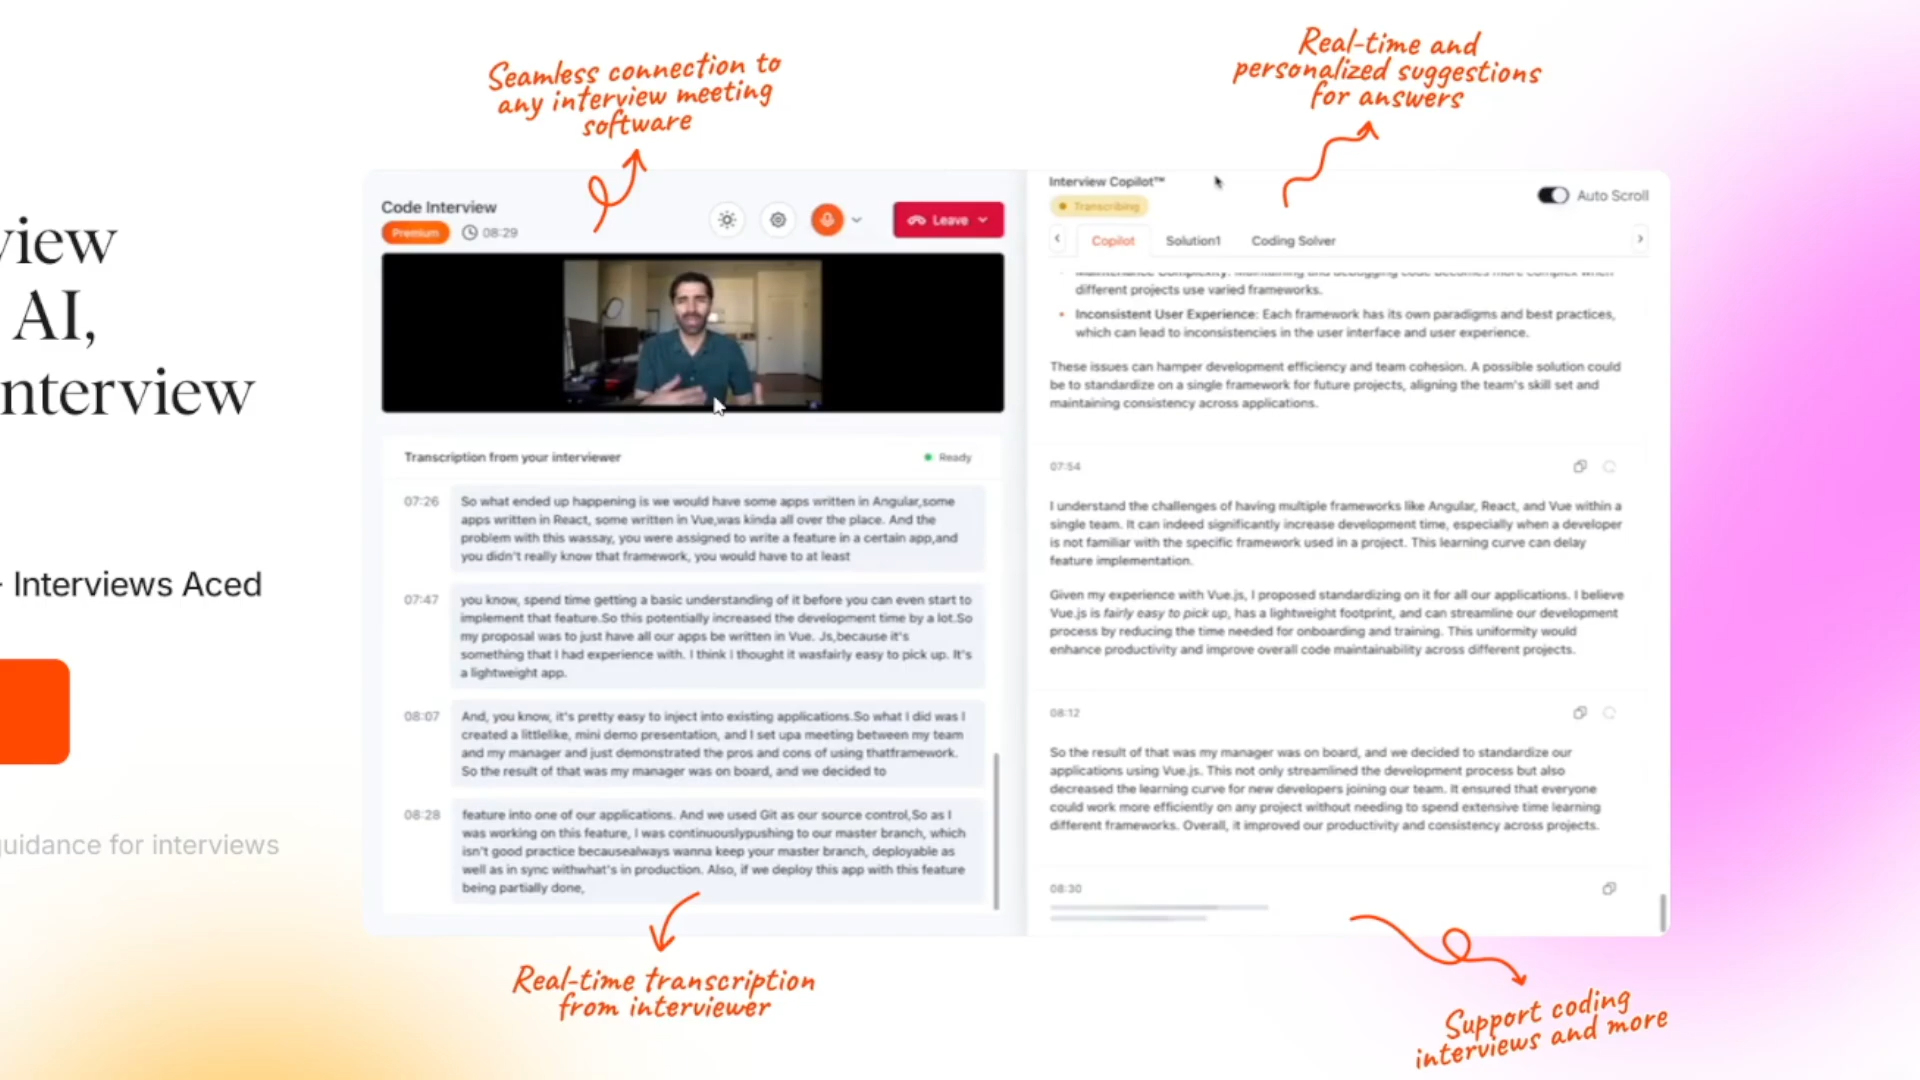 Seamless connection to
any interview meeting
software
Real-time and
personalized suggestions
for answers
view
AI,
nterview
- Interviews Aced
guidance for interviews
Code Interview
Premium
08:29
Leave
Transcription from your interviewer
Ready
07:26
So what ended up happening is we would have some apps written in Angular,some
apps written in React, some written in Vue,was kinda all over the place. And the
problem with this wassay, you were assigned to write a feature in a certain app,and
you didn't really know that framework, you would have to at least
07:47
you know, spend time getting a basic understanding of it before you can even start to
implement that feature.So this potentially increased the development time by a lot.So
my proposal was to just have all our apps be written in Vue. Js,because it's
something that I had experience with. I think I thought it wasfairly easy to pick up. It's
a lightweight app.
08:07
And, you know, it's pretty easy to inject into existing applications.So what I did was I
created a littlelike, mini demo presentation, and I set upa meeting between my team
and my manager and just demonstrated the pros and cons of using thatframework.
So the result of that was my manager was on board, and we decided to
08:28
feature into one of our applications. And we used Git as our source control,So as I
was working on this feature, I was continuouslypushing to our master branch, which
isn't good practice becausealways wanna keep your master branch, deployable as
well as in sync withwhat's in production. Also, if we deploy this app with this feature
being partially done,
Interview Copilot™
Transcribing
Auto Scroll
Copilot
Solution1
Coding Solver
Maintenance Complexity: Maintaining and debugging code becomes more complex when
different projects use varied frameworks.
• Inconsistent User Experience: Each framework has its own paradigms and best practices,
which can lead to inconsistencies in the user interface and user experience.
These issues can hamper development efficiency and team cohesion. A possible solution could
be to standardize on a single framework for future projects, aligning the team's skill set and
maintaining consistency across applications.
07:54
I understand the challenges of having multiple frameworks like Angular, React, and Vue within a
single team. It can indeed significantly increase development time, especially when a developer
is not familiar with the specific framework used in a project. This learning curve can delay
feature implementation.
Given my experience with Vue.js, I proposed standardizing on it for all our applications. I believe
Vue.js is fairly easy to pick up, has a lightweight footprint, and can streamline our development
process by reducing the time needed for onboarding and training. This uniformity would
enhance productivity and improve overall code maintainability across different projects.
08:12
So the result of that was my manager was on board, and we decided to standardize our
applications using Vue.js. This not only streamlined the development process but also
decreased the learning curve for new developers joining our team. It ensured that everyone
could work more efficiently on any project without needing to spend extensive time learning
different frameworks. Overall, it improved our productivity and consistency across projects.
08:30
Real-time transcription
from interviewer
Support coding
interviews and more